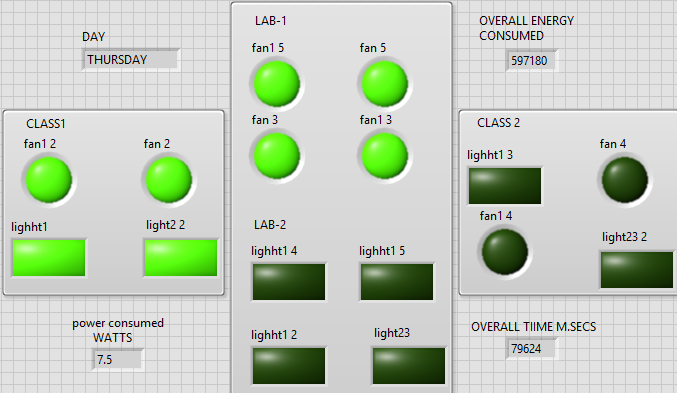 DAY
THURSDAY
CLASS1
fan1 2
fan 2
lighht1
light2 2
power consumed
WATTS
7.5
LAB-1
fan1 5
fan 5
fan 3
fan1 3
LAB-2
lighht1 4
lighht1 5
lighht1 2
light23
OVERALL ENERGY
CONSUMED
597180
CLASS 2
lighht1 3
fan 4
fan1 4
light23 2
OVERALL TIIME M.SECS
79624